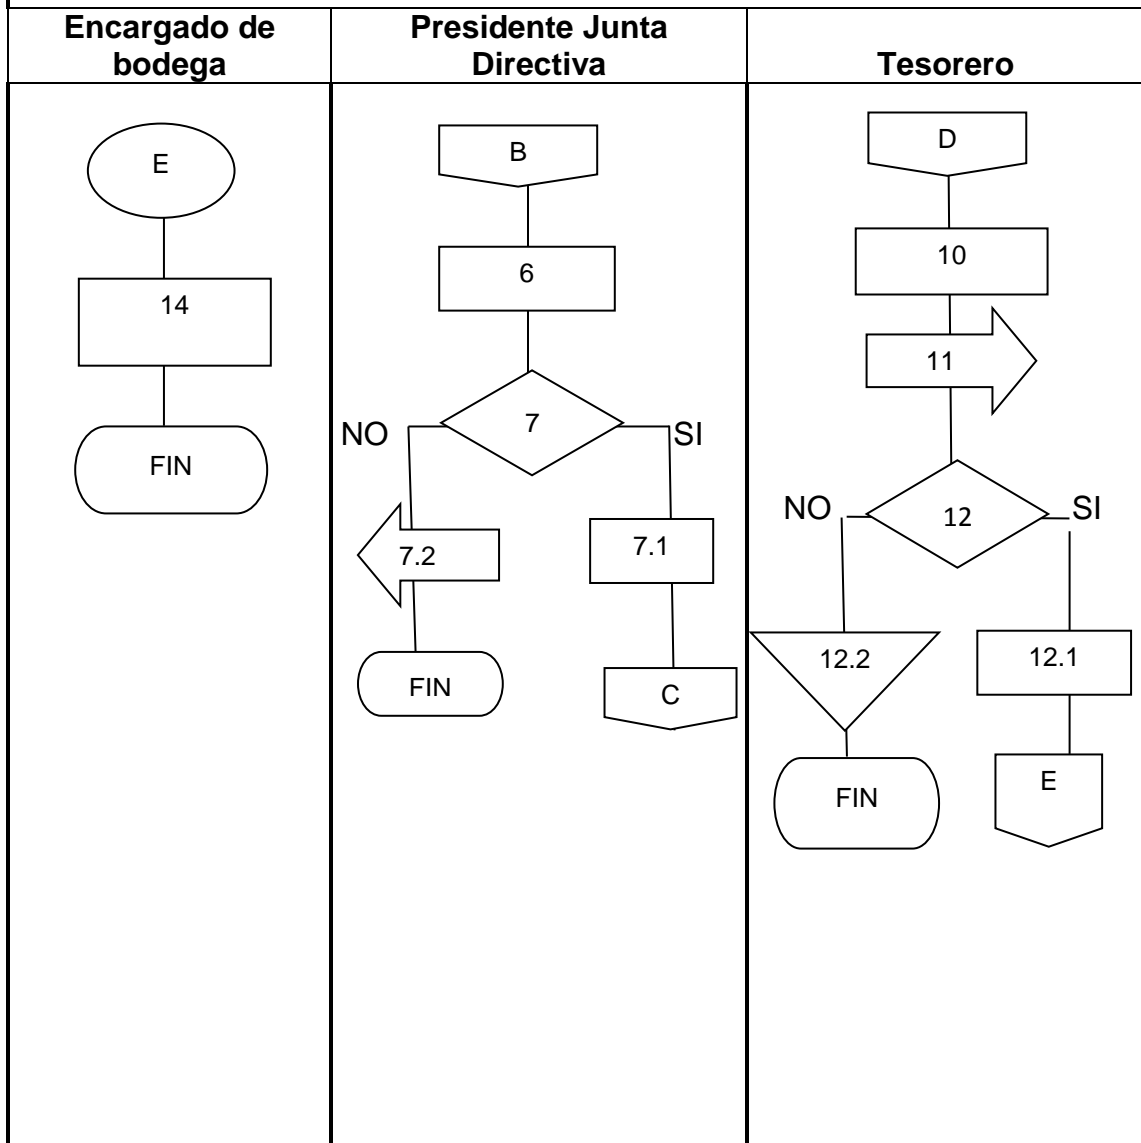 Encargado de
bodega
Presidente Junta
Directiva
Tesorero
E
14
FIN
B
6
7
NO
SI
7.2
7.1
FIN
C
D
10
11
12
NO
SI
12.2
12.1
FIN
E